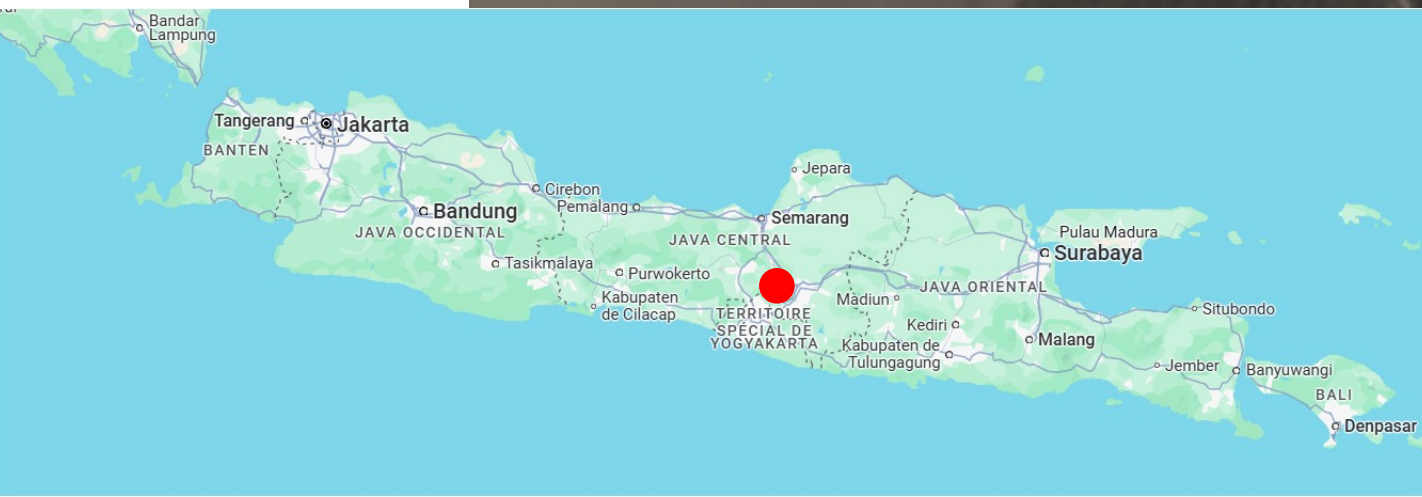 Bandar
Lampung
Tangerang
Jakarta
BANTEN
Jepara
Cirebon
Pemalang
Bandung
Semarang
JAVA OCCIDENTAL
JAVA CENTRAL
Pulau Madura
Surabaya
Tasikmalaya
Purwokerto
JAVA ORIENTAL
Kabupaten
de Cilacap
Madiun
Situbondo
TERRITOIRE
SPÉCIAL DE
YOGYAKARTA
Kediri
Malang
Kabupaten de
Tulungagung
Jember
Banyuwangi
BALI
Denpasar